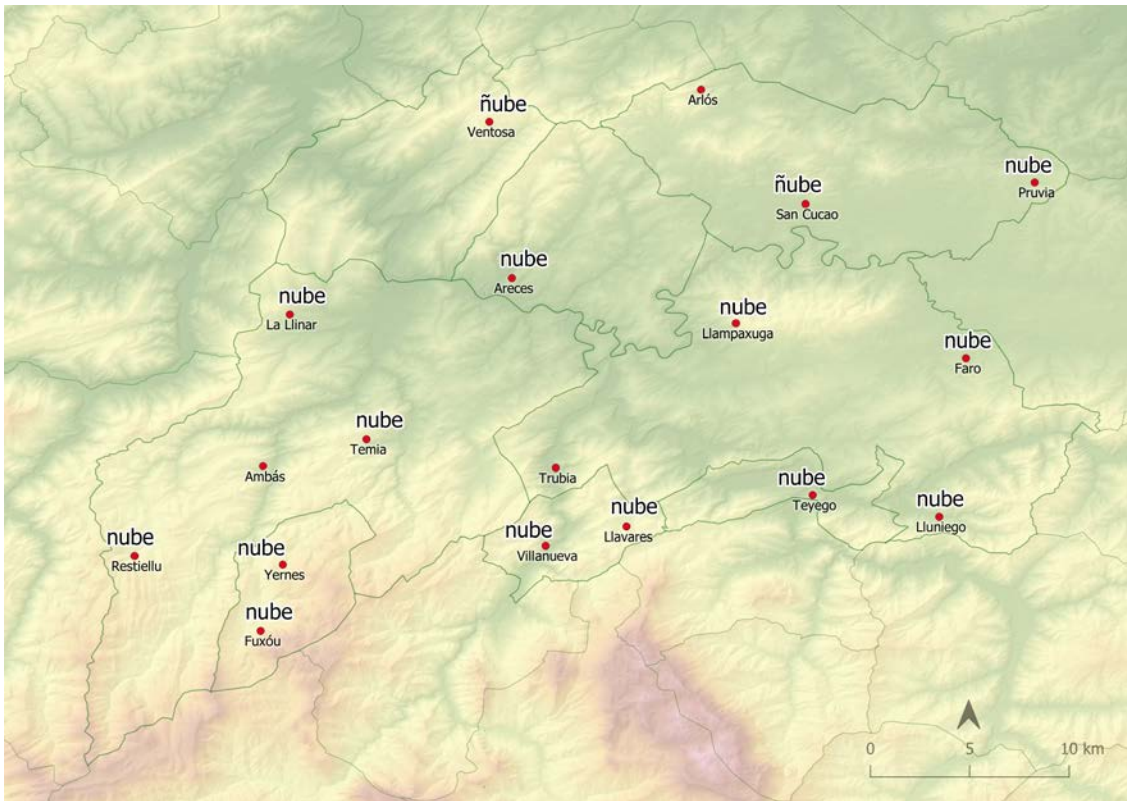 Arlós
ñube
Ventosa
nube
Pruvia
ñube
San Cucao
nube
Areces
nube
La Llinar
nube
Llampaxuga
nube
Faro
nube
Temia
Ambás
Trubia
nube
Teyego
nube
Llavares
nube
Lluniego
nube
Villanueva
nube
Restiellu
nube
Yernes
nube
Fuxóu
0 5 10 km